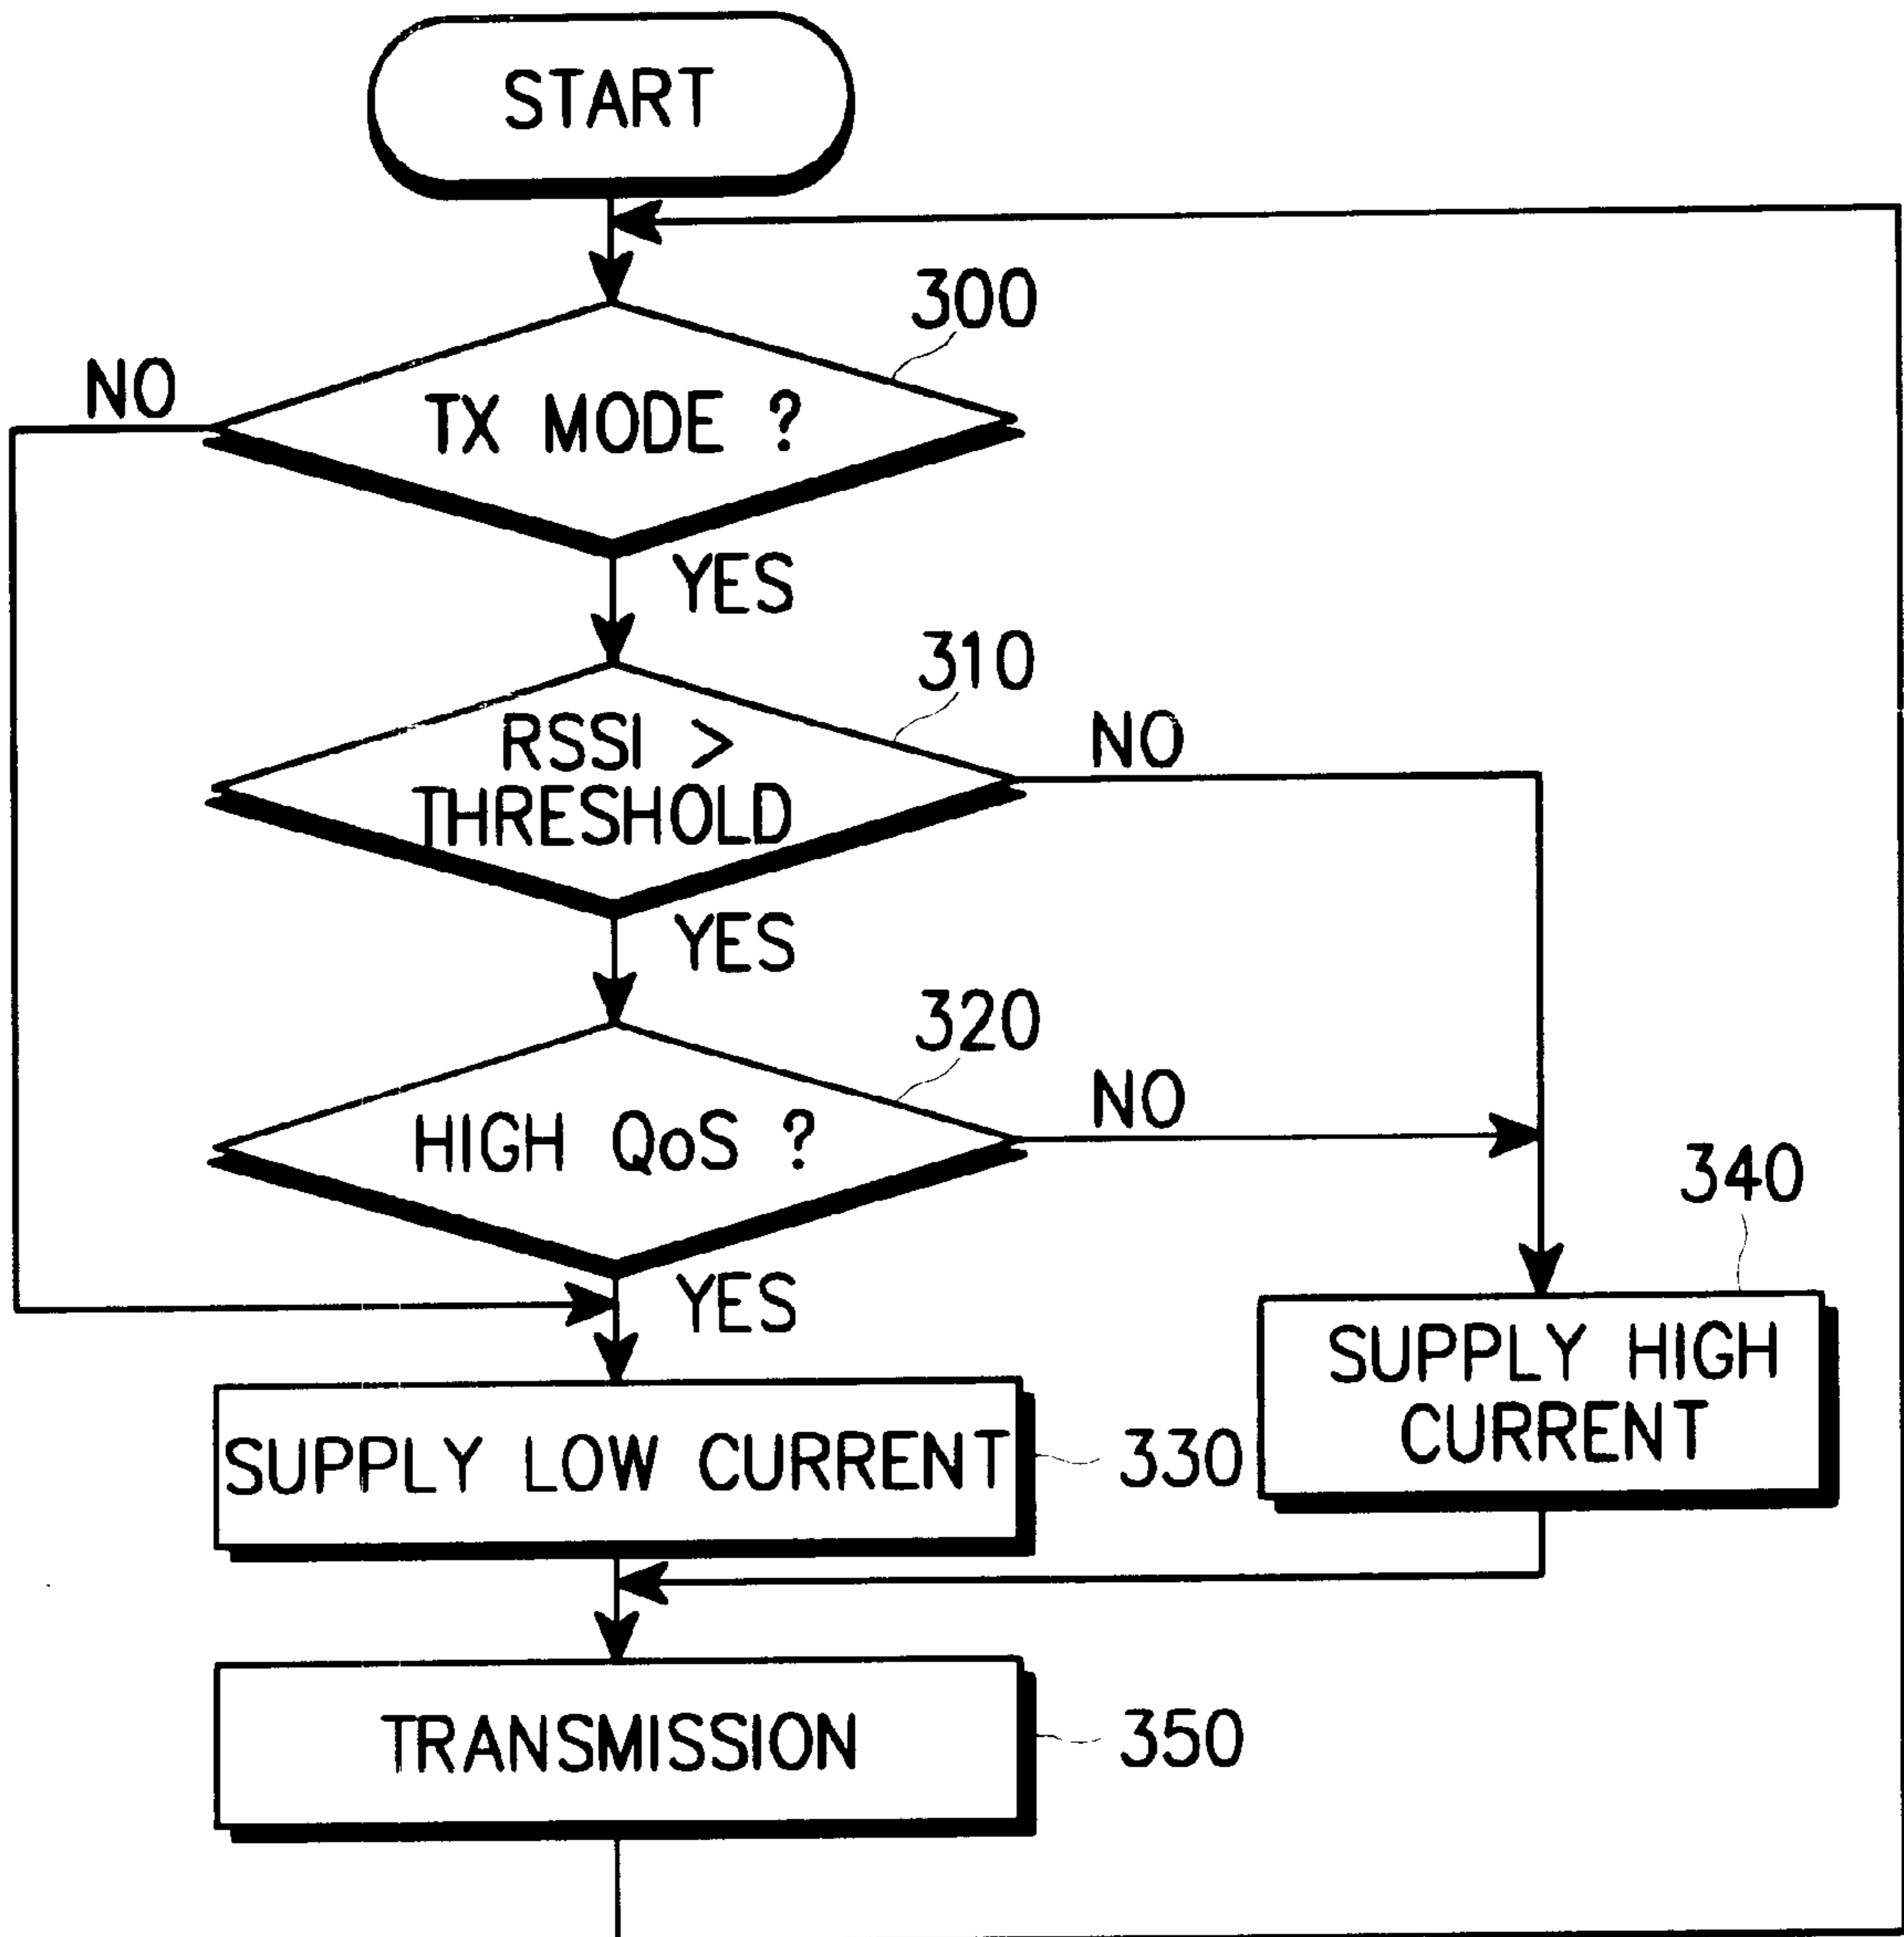 START
300
NO
TX MODE ?
YES
310
RSSI >
THRESHOLD
NO
YES
320
HIGH QoS ?
NO
340
YES
SUPPLY HIGH
CURRENT
SUPPLY LOW CURRENT
330
TRANSMISSION
350